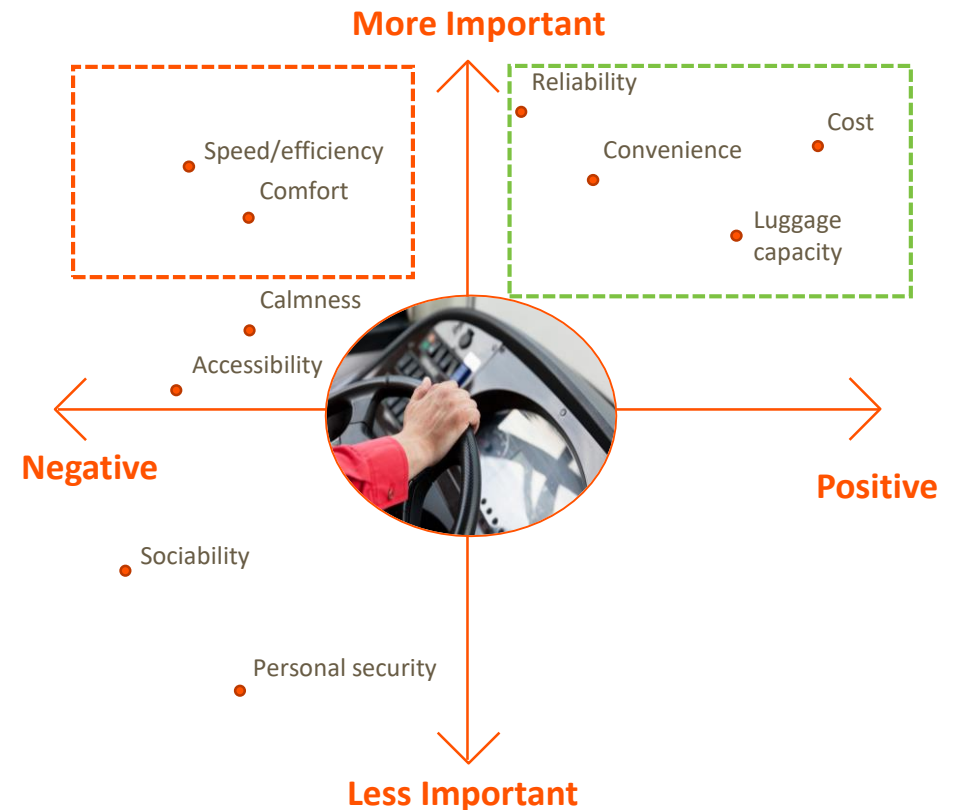 More Important
Reliability
Cost
Speed/efficiency
Convenience
Comfort
Luggage
capacity
Calmness
Accessibility
Negative
Positive
Sociability
Personal security
Less Important